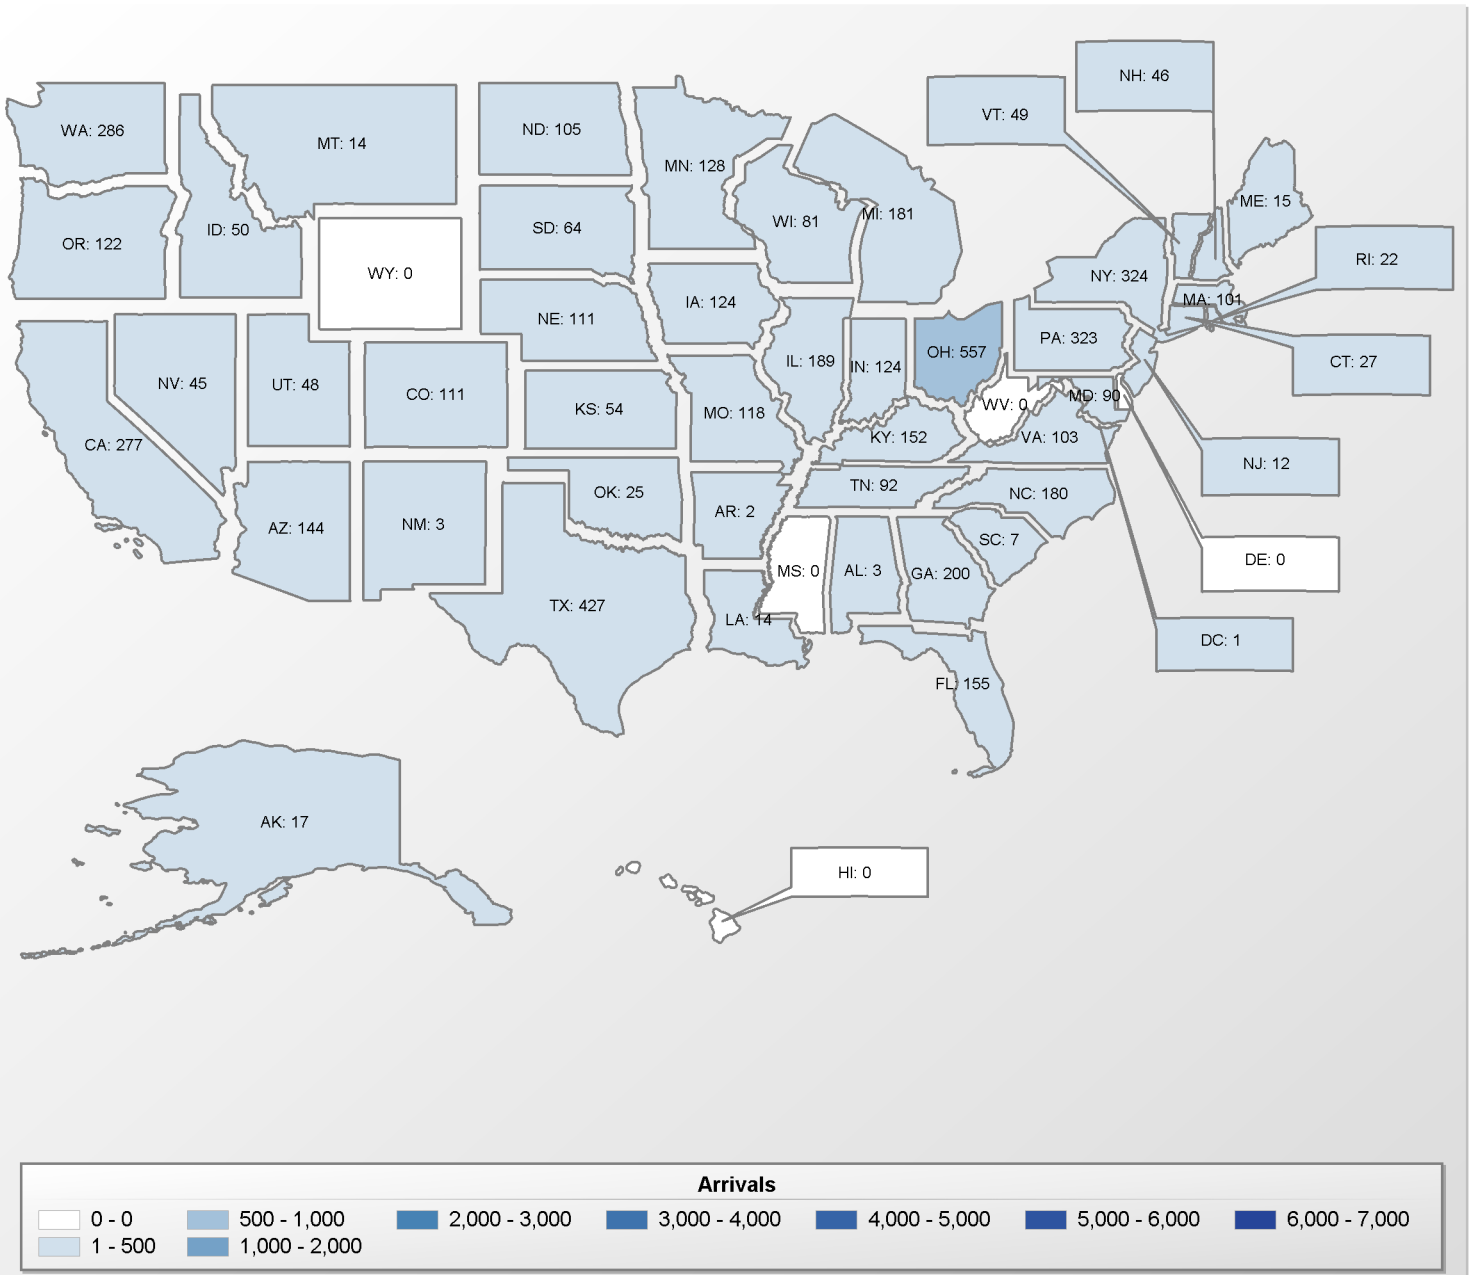 NH: 46
VT: 49
WA: 286
ND: 105
MT: 14
MN: 128
ME: 15
MI: 181
WI: 81
SD: 64
ID: 50
OR: 122
RI: 22
WY: 0
NY: 324
MA: 101
IA: 124
NE: 111
PA: 323
OH: 557
IL: 189
IN: 124
CT: 27
NV: 45
UT: 48
CO: 111
MD: 90
WV: 0
KS: 54
MO: 118
KY: 152
VA: 103
CA: 277
NJ: 12
TN: 92
OK: 25
NC: 180
AR: 2
AZ: 144
NM: 3
SC: 7
DE: 0
MS: 0
AL: 3
GA: 200
TX: 427
LA: 14
DC: 1
FL: 155
AK: 17
HI: 0
Arrivals
0 - 0
500 - 1,000
2,000 - 3,000
3,000 - 4,000
4,000 - 5,000
5,000 - 6,000
6,000 - 7,000
1 - 500
1,000 - 2,000